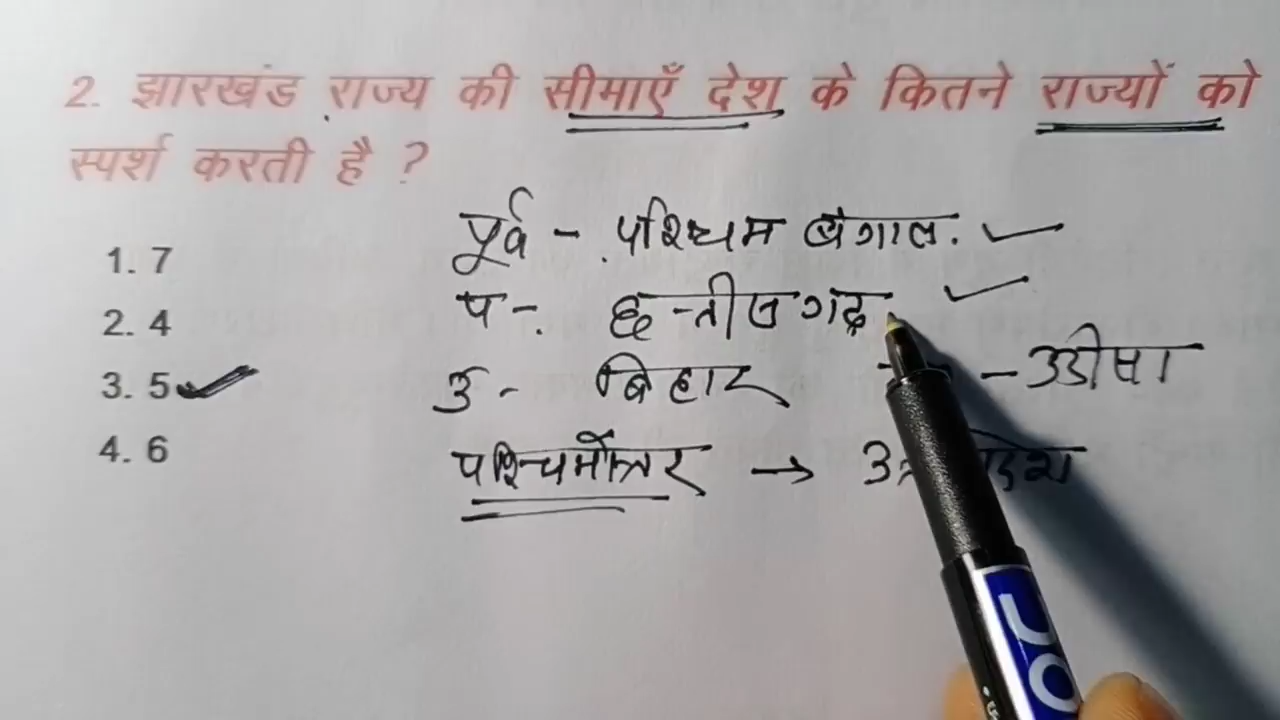 2. झारखंड राज्य की सीमाएँ देश के कितने राज्यों को
स्पर्श करती है ?
1. 7
2. 4
3. 5
4. 6
पूर्व - पश्चिम बंगाल.
प -. छत्तीसगढ़
उ - बिहार - उडीसा
पश्चिमोत्तर →
JO